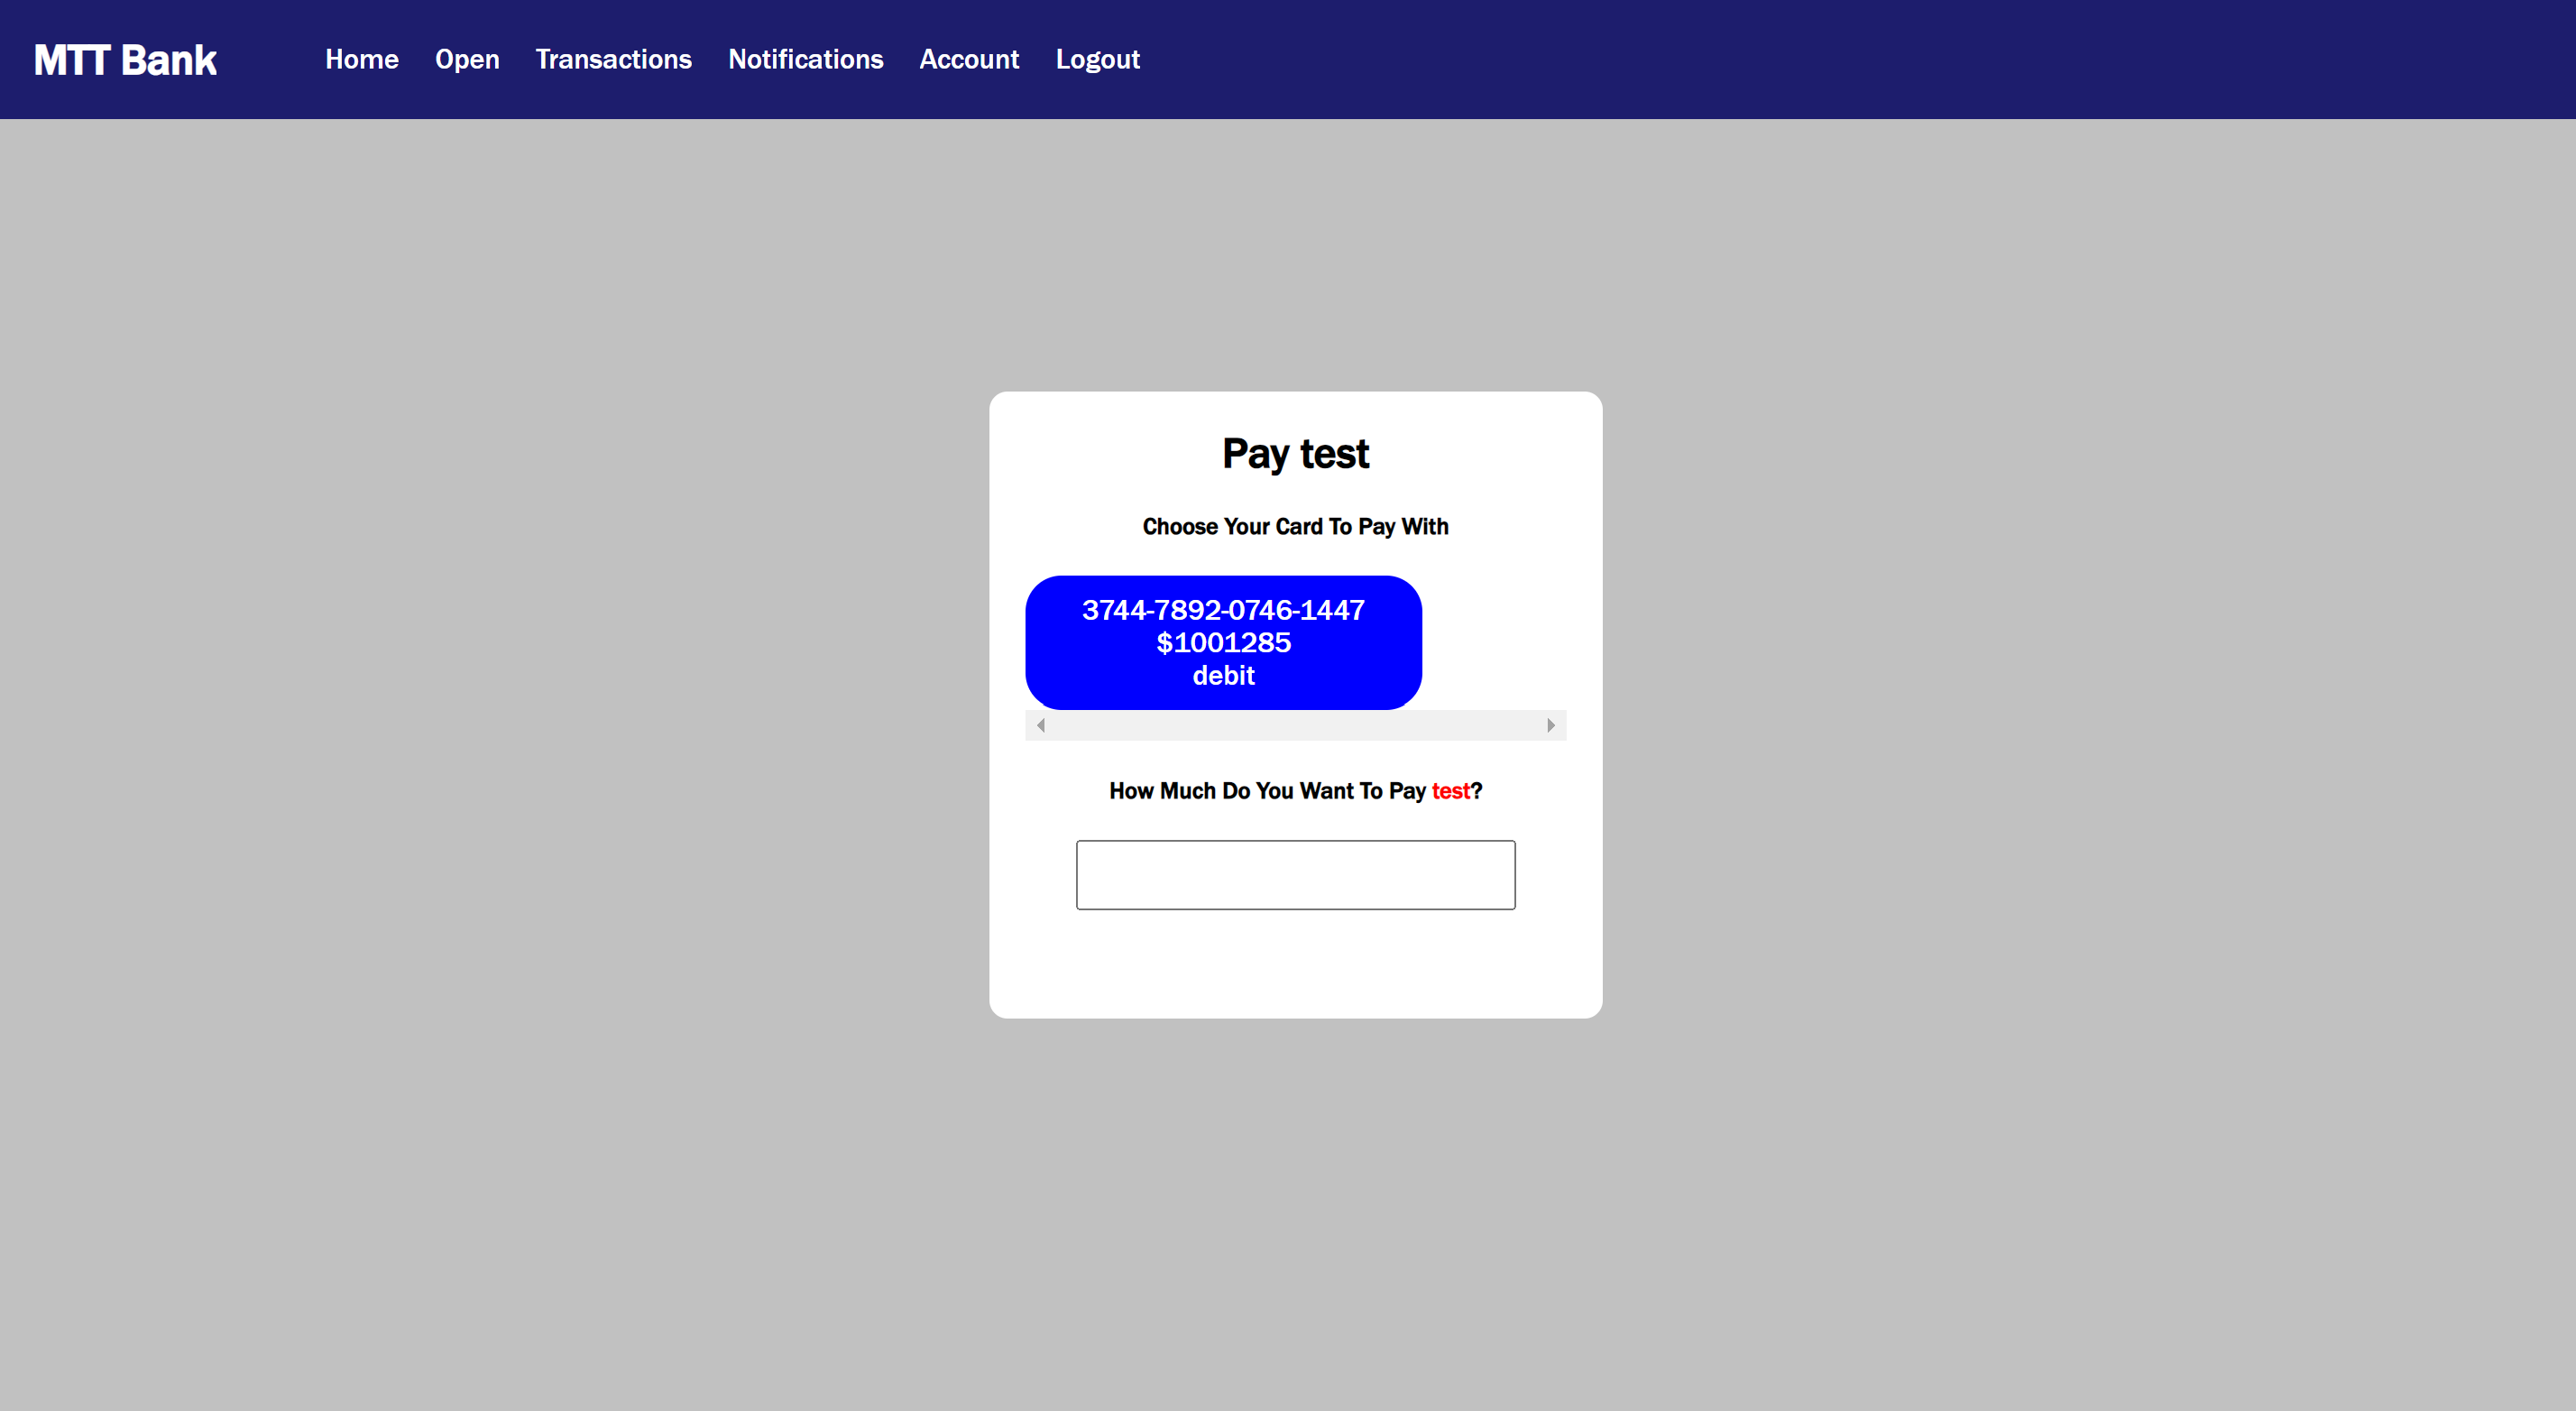 MTT Bank Home Open Transactions Notifications Account Logout
Pay test
Choose Your Card To Pay With
3744-7892-0746-1447
$1001285
debit
How Much Do You Want To Pay test?